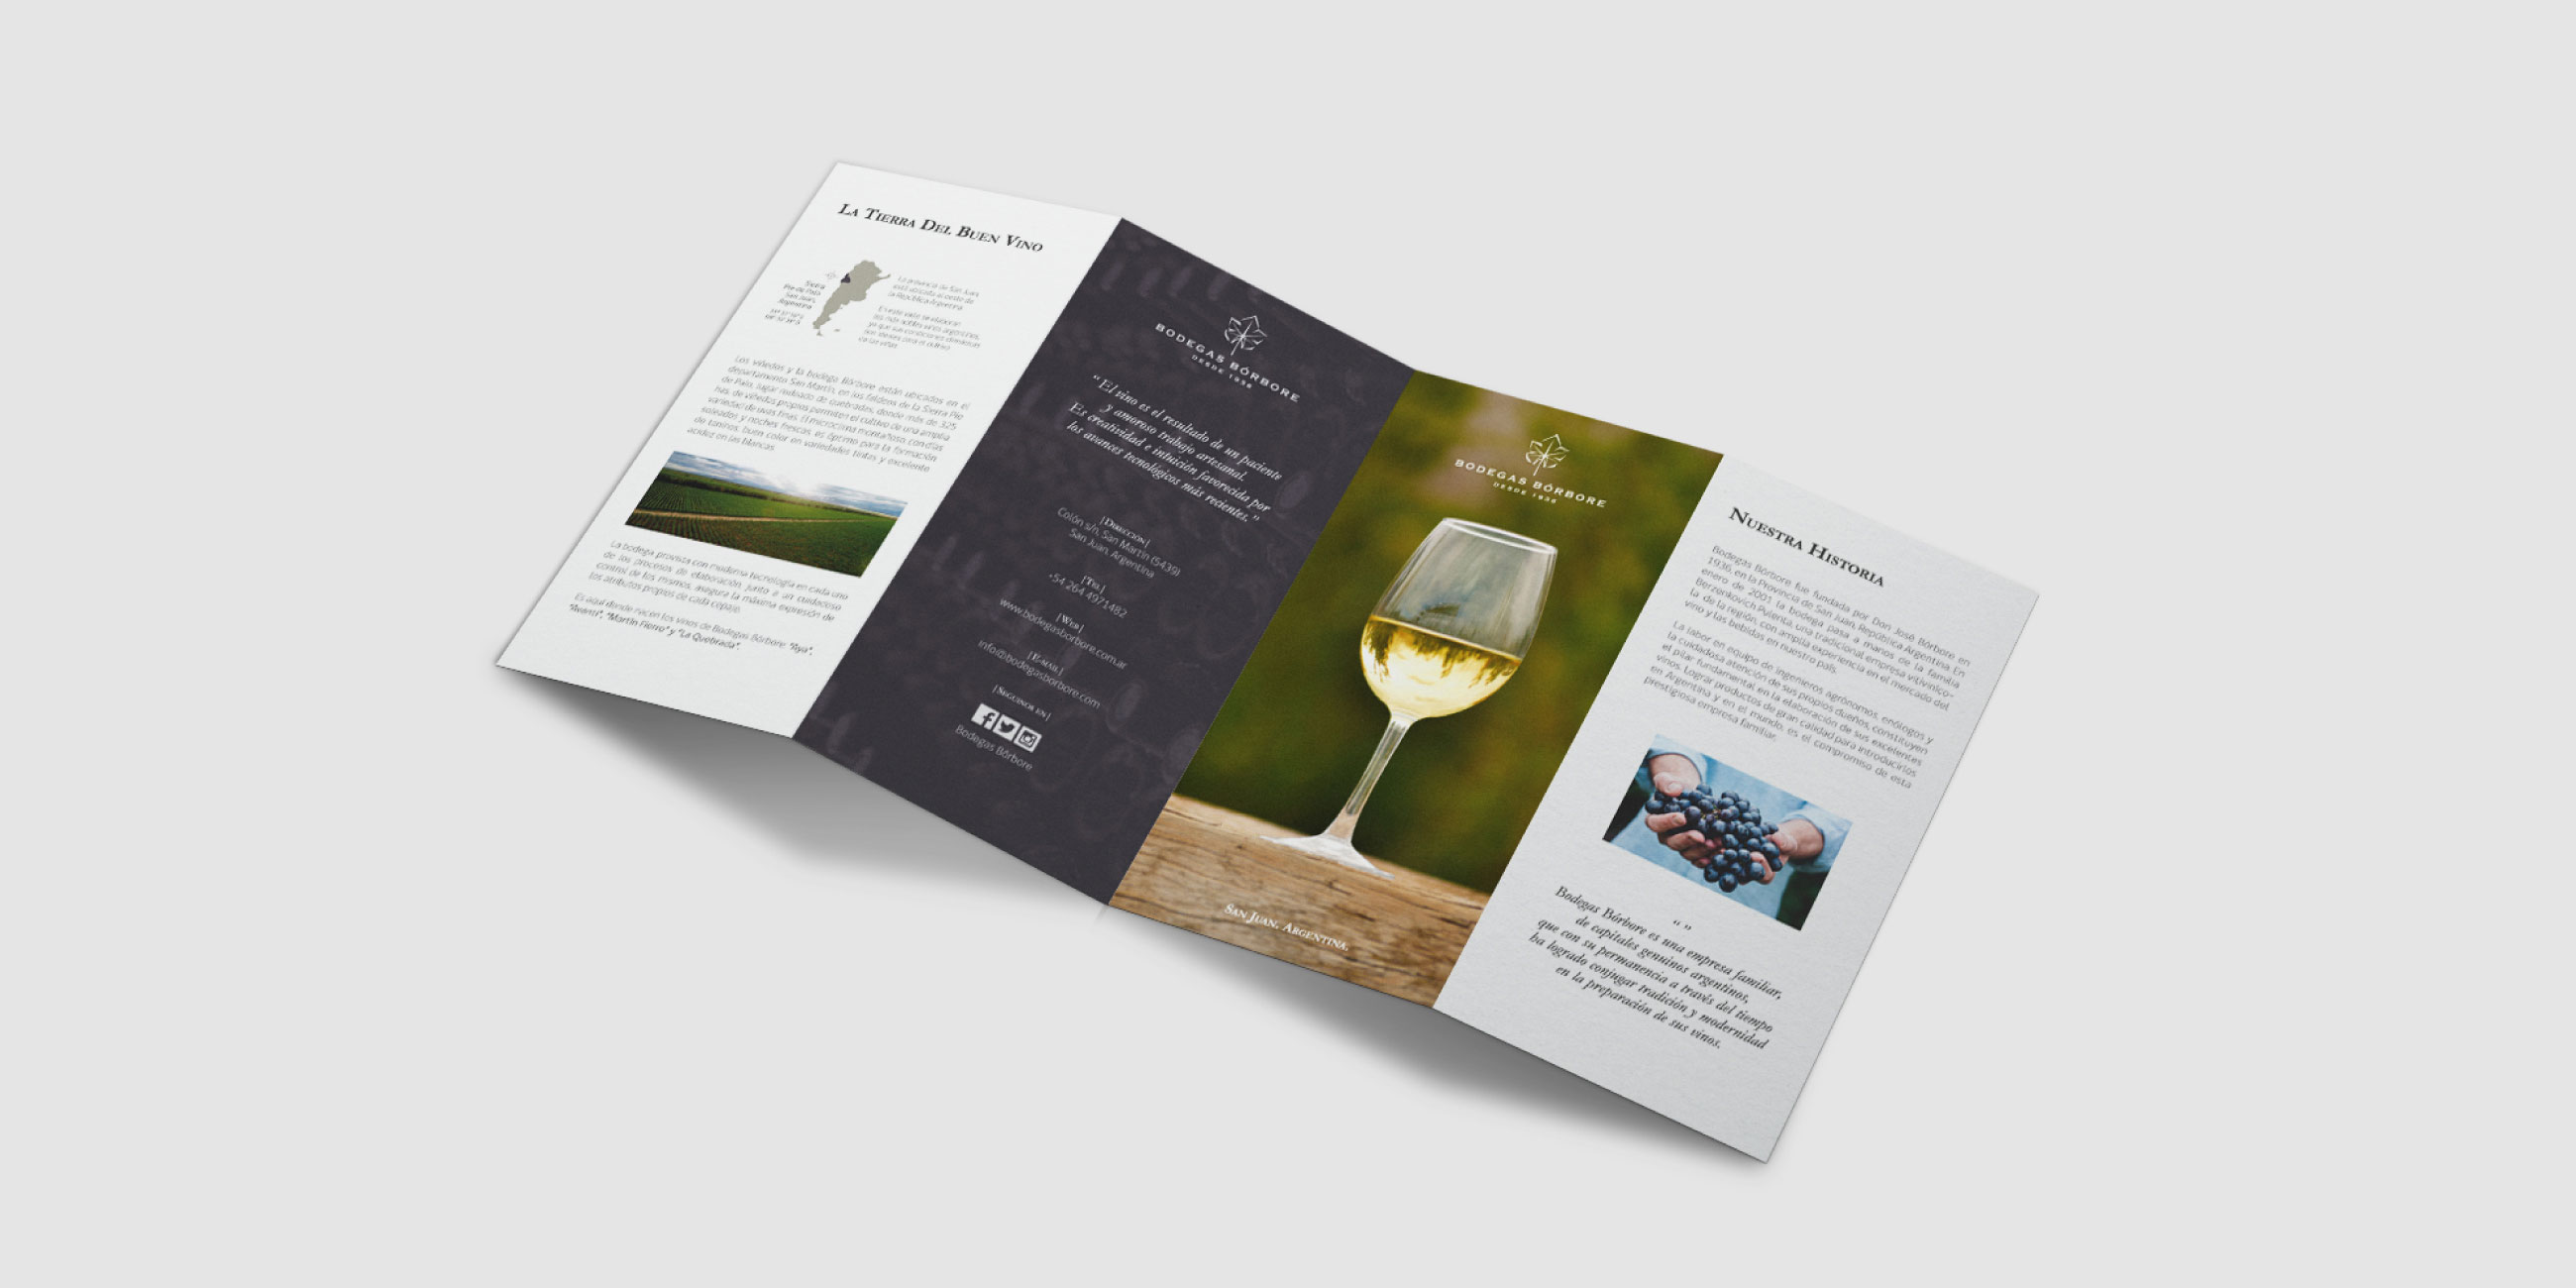 LA TIERRA DEL BUEN VINO
Sierra
Pie de Palo
San Juan,
Argentina
La provincia de San Juan
está ubicada al oeste de
la República Argentina.
En este valle se elaboran
los más nobles vinos argentinos,
ya que sus condiciones climáticas
son ideales para el cultivo
de las viñas.
Los viñedos y la bodega Bórbore están ubicados en el
departamento San Martín, en los faldeos de la Sierra Pie
de Palo, lugar rodeado de quebradas, donde más de 325
has. de viñedos propios permiten el cultivo de una amplia
variedad de uvas finas. El microclima montañoso, con días
soleados y noches frescas, es óptimo para la formación
de taninos, buen color en variedades tintas y excelente
acidez en las blancas.
La bodega provista con moderna tecnología en cada uno
de los procesos de elaboración, junto a un cuidadoso
control de los mismos, asegura la máxima expresión de
los atributos propios de cada cepaje.
Es aquí donde nacen los vinos de Bodegas Bórbore: "Aya",
"Avanti", "Martín Fierro" y "La Quebrada".
BODEGAS BÓRBORE
DESDE 1936
“ El vino es el resultado de un paciente
y amoroso trabajo artesanal.
Es creatividad e intuición favorecida por
los avances tecnológicos más recientes. ”
|DIRECCIÓN|
Colón s/n, San Martín (5439)
San Juan, Argentina
|TEL|
+54 264 4971482
|WEB|
www.bodegasborbore.com.ar
|E-MAIL|
info@bodegasborbore.com
|SEGUINOS EN|
Bodegas Bórbore
BODEGAS BÓRBORE
DESDE 1936
SAN JUAN, ARGENTINA.
NUESTRA HISTORIA
Bodegas Bórbore fue fundada por Don José Bórbore en
1936, en la Provincia de San Juan, República Argentina. En
enero de 2001 la bodega pasa a manos de la familia
Berzenkovich Pulenta, una tradicional empresa vitiviníco-
la de la región, con amplia experiencia en el mercado del
vino y las bebidas en nuestro país.
La labor en equipo de ingenieros agrónomos, enólogos y
la cuidadosa atención de sus propios dueños, constituyen
el pilar fundamental en la elaboración de sus excelentes
vinos. Lograr productos de gran calidad para introducirlos
en Argentina y en el mundo, es el compromiso de esta
prestigiosa empresa familiar.
“ ”
Bodegas Bórbore es una empresa familiar,
de capitales genuinos argentinos,
que con su permanencia a través del tiempo
ha logrado conjugar tradición y modernidad
en la preparación de sus vinos.